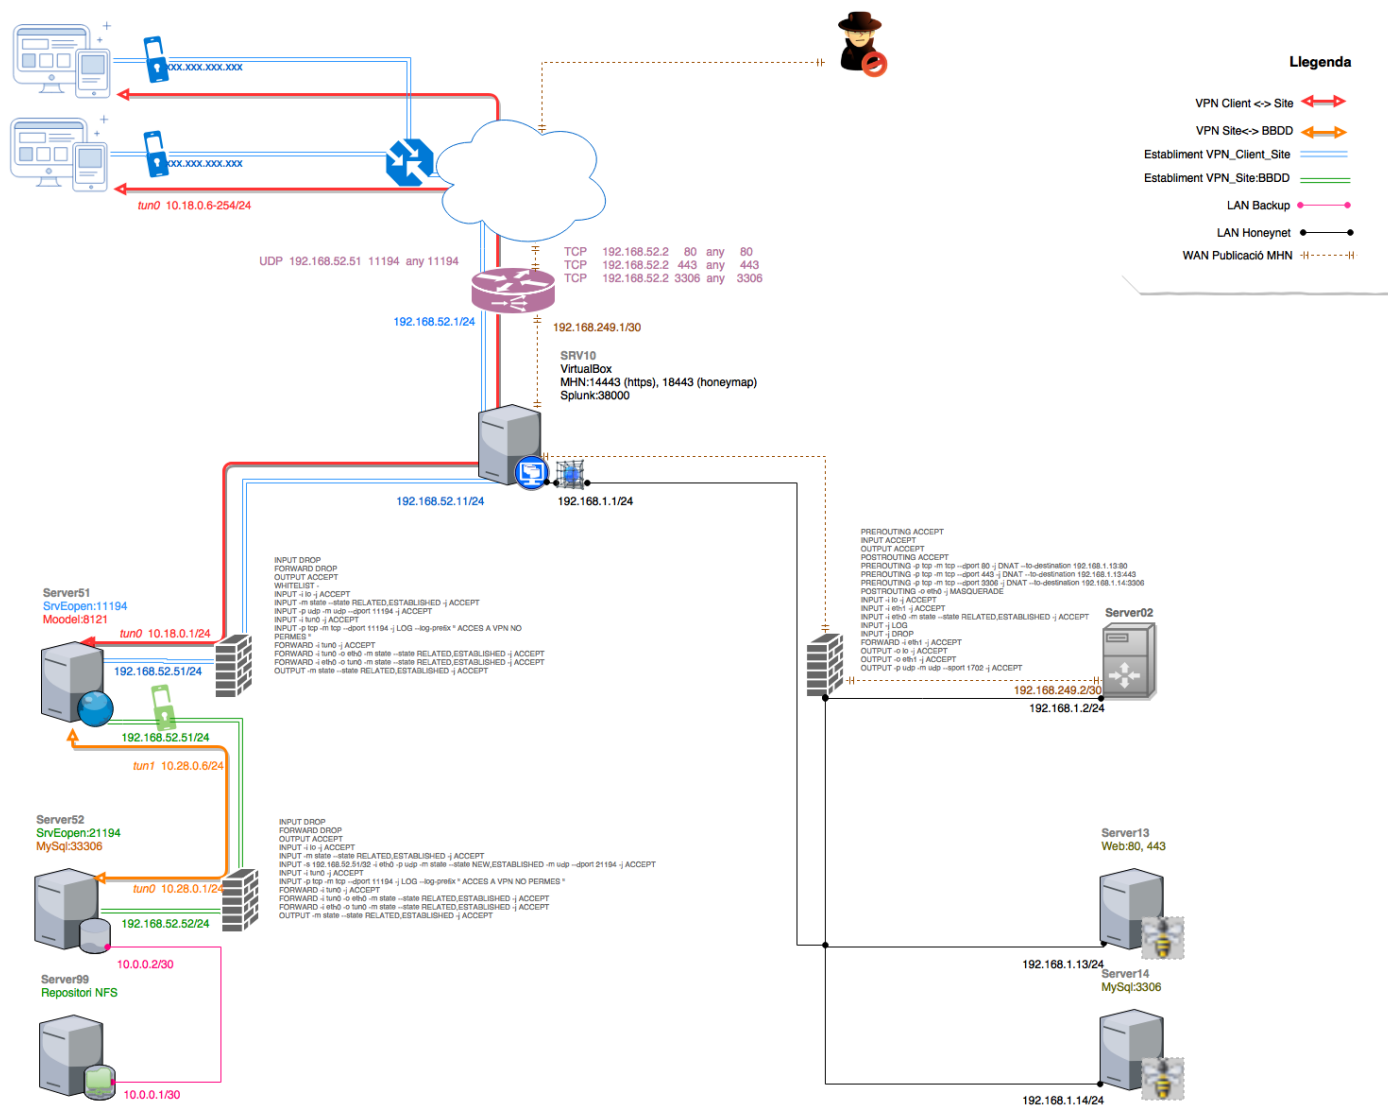 Llegenda
VPN Client <-> Site
VPN Site<-> BBDD
Establiment VPN_Client_Site
Establiment VPN_Site:BBDD
LAN Backup
LAN Honeynet
WAN Publicació MHN
xxx.xxx.xxx.xxx
xxx.xxx.xxx.xxx
tun0 10.18.0.6-254/24
UDP 192.168.52.51 11194 any 11194
TCP 192.168.52.2 80 any 80
TCP 192.168.52.2 443 any 443
TCP 192.168.52.2 3306 any 3306
192.168.52.1/24
192.168.249.1/30
SRV10
VirtualBox
MHN:14443 (https), 18443 (honeymap)
Splunk:38000
192.168.52.11/24
192.168.1.1/24
INPUT DROP
FORWARD DROP
OUTPUT ACCEPT
WHITELIST -
INPUT -i lo -j ACCEPT
INPUT -m state --state RELATED,ESTABLISHED -j ACCEPT
INPUT -p udp -m udp --dport 11194 -j ACCEPT
INPUT -i tun0 -j ACCEPT
INPUT -p tcp -m tcp --dport 11194 -j LOG --log-prefix " ACCES A VPN NO
PERMES "
FORWARD -i tun0 -j ACCEPT
FORWARD -i tun0 -o eth0 -m state --state RELATED,ESTABLISHED -j ACCEPT
FORWARD -i eth0 -o tun0 -m state --state RELATED,ESTABLISHED -j ACCEPT
OUTPUT -m state --state RELATED,ESTABLISHED -j ACCEPT
PREROUTING ACCEPT
INPUT ACCEPT
OUTPUT ACCEPT
POSTROUTING ACCEPT
PREROUTING -p tcp -m tcp --dport 80 -j DNAT --to-destination 192.168.1.13:80
PREROUTING -p tcp -m tcp --dport 443 -j DNAT --to-destination 192.168.1.13:443
PREROUTING -p tcp -m tcp --dport 3306 -j DNAT --to-destination 192.168.1.14:3306
POSTROUTING -o eth0 -j MASQUERADE
INPUT -i lo -j ACCEPT
INPUT -i eth1 -j ACCEPT
INPUT -i eth0 -m state --state RELATED,ESTABLISHED -j ACCEPT
INPUT -j LOG
INPUT -j DROP
FORWARD -i eth1 -j ACCEPT
OUTPUT -o lo -j ACCEPT
OUTPUT -o eth1 -j ACCEPT
OUTPUT -p udp -m udp --sport 1702 -j ACCEPT
Server02
192.168.249.2/30
192.168.1.2/24
Server51
SrvEopen:11194
Moodel:8121
tun0 10.18.0.1/24
192.168.52.51/24
192.168.52.51/24
tun1 10.28.0.6/24
Server52
SrvEopen:21194
MySql:33306
tun0 10.28.0.1/24
192.168.52.52/24
INPUT DROP
FORWARD DROP
OUTPUT ACCEPT
INPUT -i lo -j ACCEPT
INPUT -m state --state RELATED,ESTABLISHED -j ACCEPT
INPUT -s 192.168.52.51/32 -i eth0 -p udp -m state --state NEW,ESTABLISHED -m udp --dport 21194 -j ACCEPT
INPUT -i tun0 -j ACCEPT
INPUT -p tcp -m tcp --dport 11194 -j LOG --log-prefix " ACCES A VPN NO PERMES "
FORWARD -i tun0 -j ACCEPT
FORWARD -i tun0 -o eth0 -m state --state RELATED,ESTABLISHED -j ACCEPT
FORWARD -i eth0 -o tun0 -m state --state RELATED,ESTABLISHED -j ACCEPT
OUTPUT -m state --state RELATED,ESTABLISHED -j ACCEPT
10.0.0.2/30
Server99
Repositori NFS
10.0.0.1/30
Server13
Web:80, 443
192.168.1.13/24
Server14
MySql:3306
192.168.1.14/24